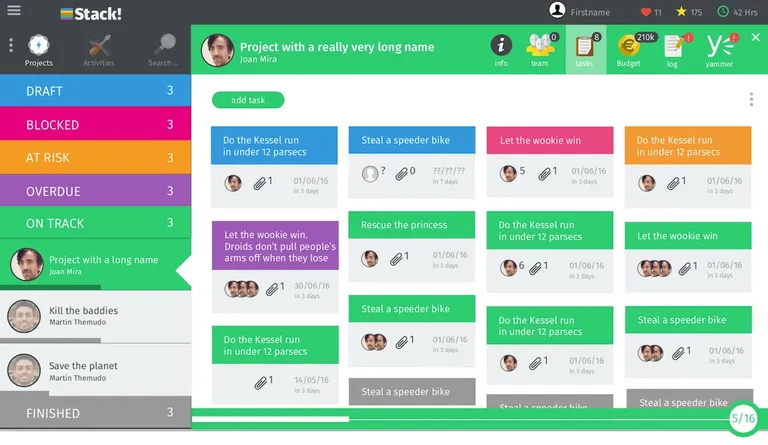 Stack!
Firstname
11
175
42 Hrs
Projects
Activities
Search ..
Project with a really very long name
Joan Mira
info
0
team
8
tasks
210k
Budget
!
log
!
yammer
DRAFT 3
BLOCKED 3
AT RISK 3
OVERDUE 3
ON TRACK 3
Project with a long name
Joan Mira
Kill the baddies
Martin Themudo
Save the planet
Martin Themudo
FINISHED 3
add task
Do the Kessel run
in under 12 parsecs
1
01/06/16
in 3 days
Let the wookie win.
Droids don't pull people's
arms off when they lose
1
30/06/16
in 3 days
Do the Kessel run
in under 12 parsecs
1
14/05/16
in 3 days
Steal a speeder bike
?
0
??/??/??
in ? days
Rescue the princess
1
01/06/16
in 3 days
Steal a speeder bike
1
01/06/16
in 3 days
Steal a speeder bike
Let the wookie win
5
1
01/06/16
in 3 days
Do the Kessel run
in under 12 parsecs
6
1
01/06/16
in 3 days
Do the Kessel run
in under 12 parsecs
1
01/06/16
in 3 days
Steal a speeder bike
Do the Kessel run
in under 12 parsecs
1
01/06/16
in 3 days
Let the wookie win
1
01/06/16
in 3 days
Steal a speeder bike
1
01/06/16
in 3 days
Steal a speeder bike
5/16